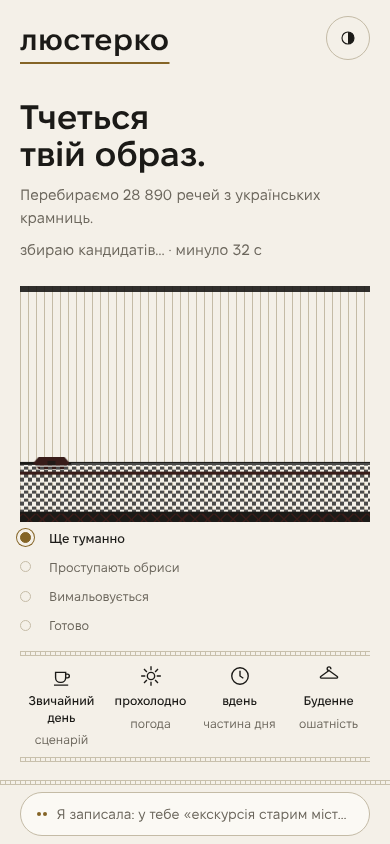 люстерко
Тчеться
твій образ.
Перебираємо 28 890 речей з українських
крамниць.
збираю кандидатів… · минуло 32 с
Ще туманно
Проступають обриси
Вимальовується
Готово
Звичайний
день
сценарій
прохолодно
погода
вдень
частина дня
Буденне
ошатність
Я записала: у тебе «екскурсія старим міст…